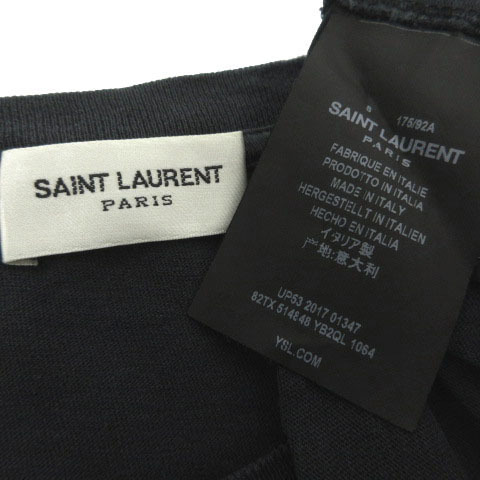 SAINT LAURENT
PARIS
S 175/92A
SAINT LAURENT
PARIS
FABRIQUÉ EN ITALIE
PRODOTTO IN ITALIA
MADE IN ITALY
HERGESTELLT IN ITALIEN
HECHO EN ITALIA
イタリア製
产地:意大利
UP53 2017 01347
82TX 514848 YB2QL 1064
YSL.COM